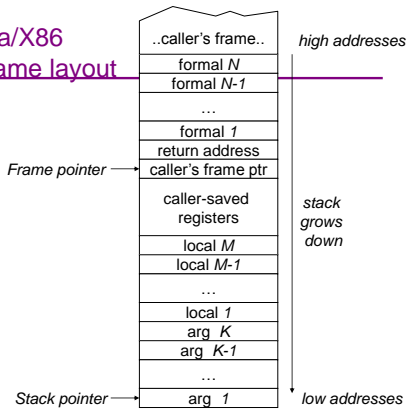 a/X86
ame layout
..caller's frame..
high addresses
formal N
formal N-1
...
formal 1
return address
Frame pointer
caller's frame ptr
caller-saved
registers
stack
grows
down
local M
local M-1
...
local 1
arg K
arg K-1
...
Stack pointer
arg 1
low addresses